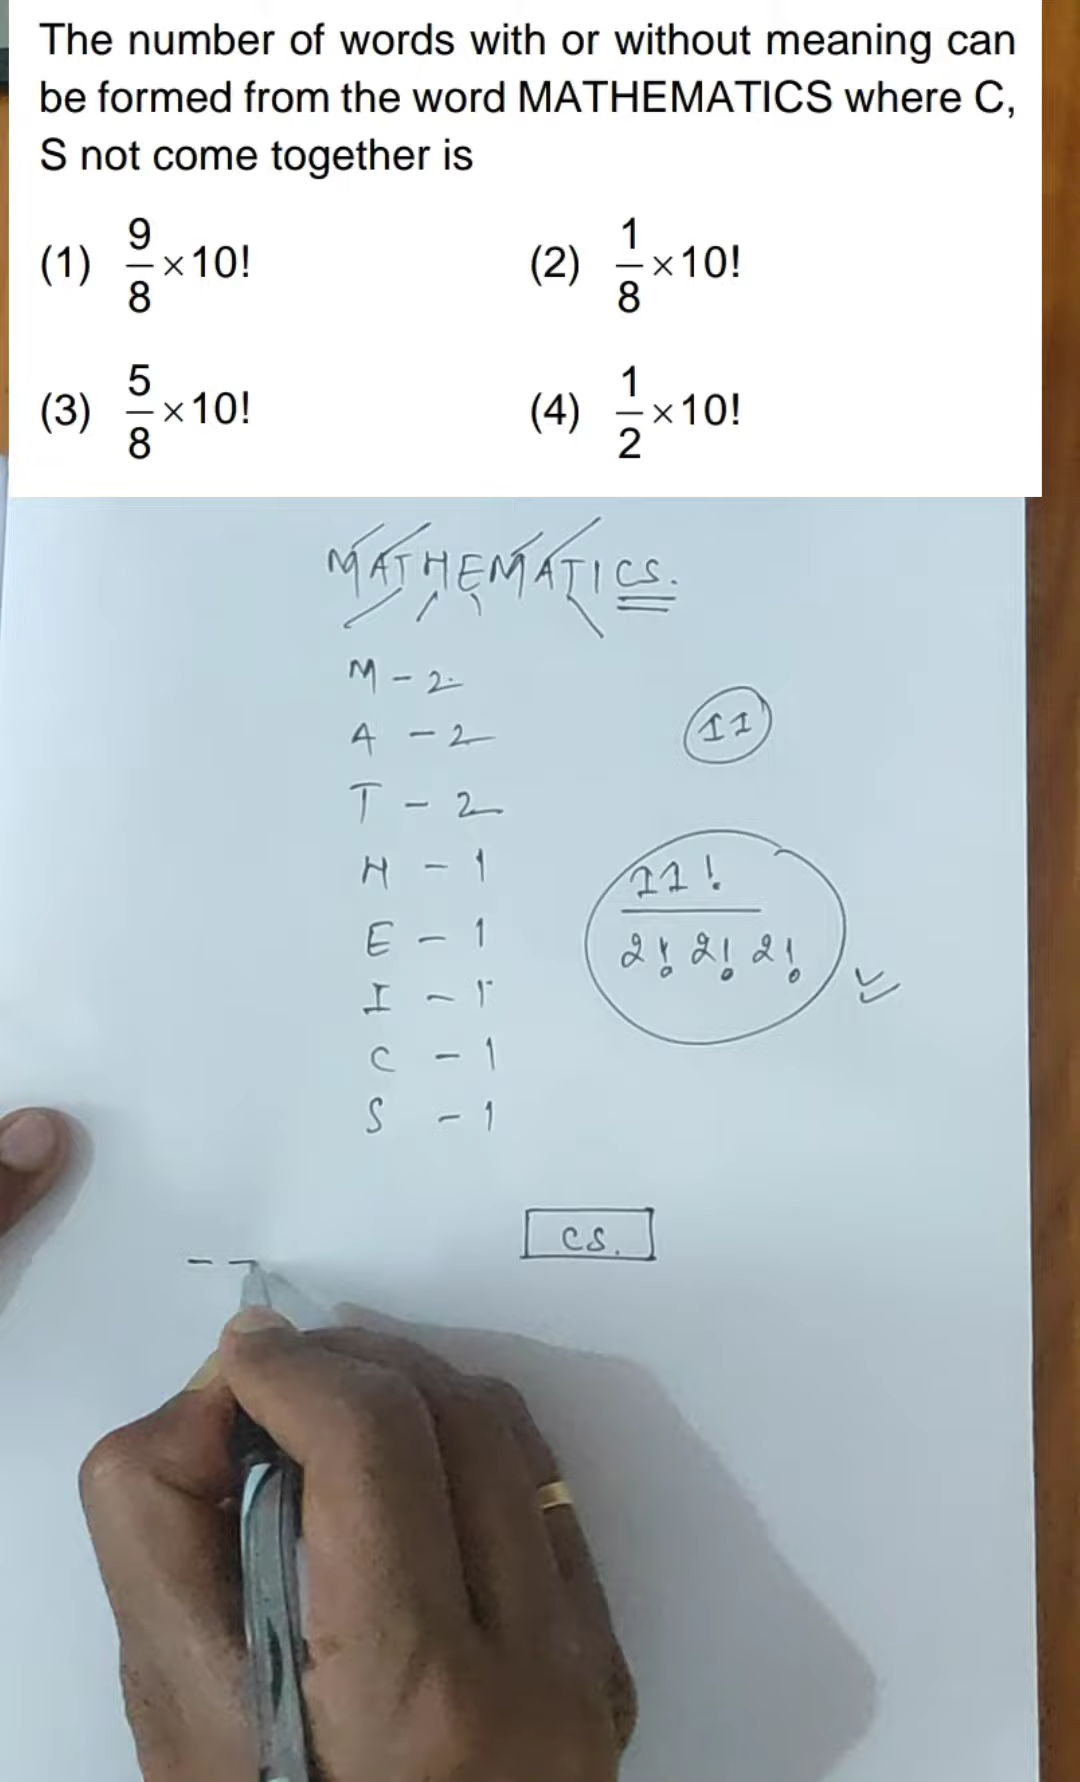 The number of words with or without meaning can
be formed from the word MATHEMATICS where C,
S not come together is
(1) 9/8 × 10!
(2) 1/8 × 10!
(3) 5/8 × 10!
(4) 1/2 × 10!
MATHEMATICS.
M - 2
A - 2
T - 2
H - 1
E - 1
I - 1
C - 1
S - 1
11
11!
2! 2! 2!
CS.